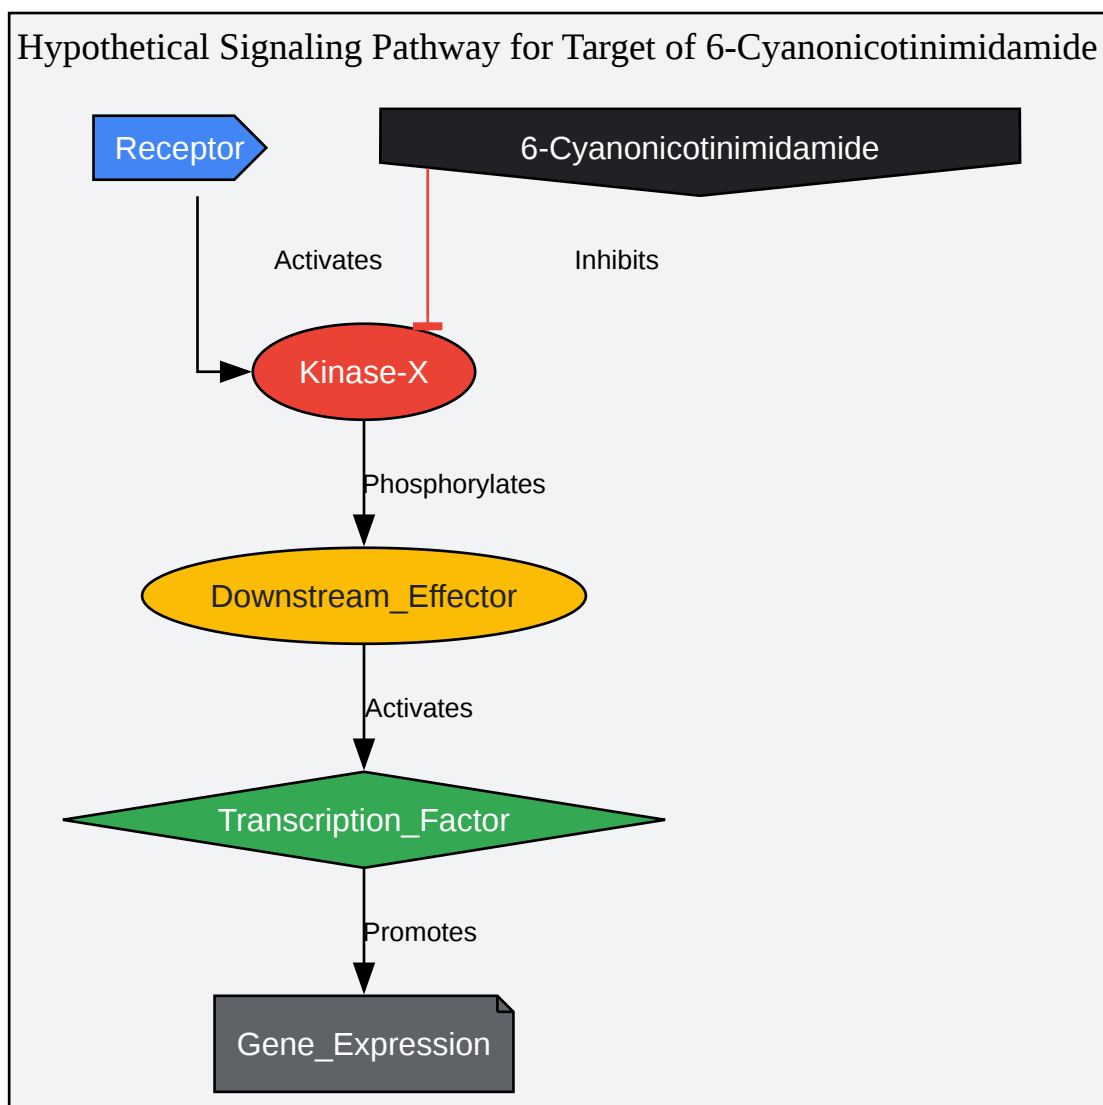 Hypothetical Signaling Pathway for Target of 6-Cyanonicotinimidamide
Receptor
6-Cyanonicotinimidamide
Activates
Inhibits
Kinase-X
Phosphorylates
Downstream_Effector
Activates
Transcription_Factor
Promotes
Gene_Expression